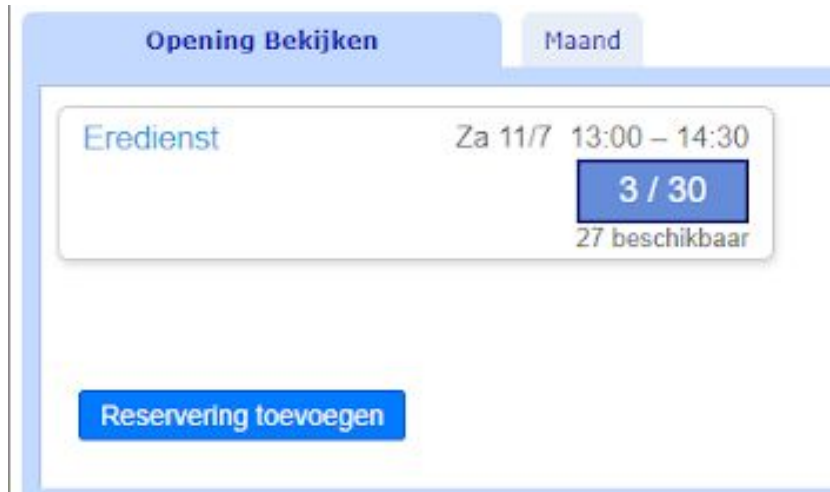 Opening Bekijken Maand
Eredienst Za 11/7 13:00 – 14:30
3 / 30
27 beschikbaar
Reservering toevoegen